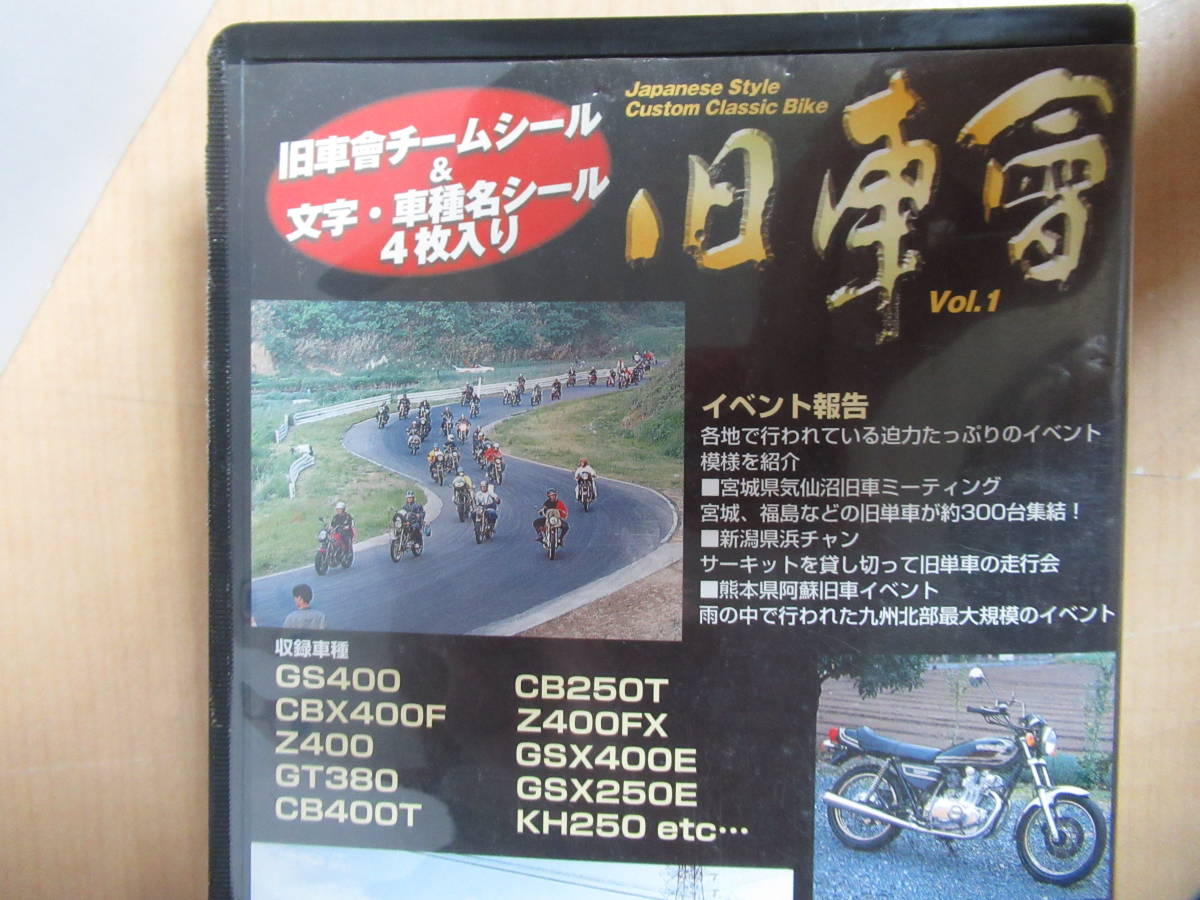 旧車會チームシール
&
文字・車種名シール
4枚入り
Japanese Style
Custom Classic Bike
旧車會
Vol.1
イベント報告
各地で行われている迫力たっぷりのイベント
模様を紹介
■宮城県気仙沼旧車ミーティング
宮城、福島などの旧単車が約300台集結！
■新潟県浜チャン
サーキットを貸し切って旧単車の走行会
■熊本県阿蘇旧車イベント
雨の中で行われた九州北部最大規模のイベント
収録車種
GS400
CBX400F
Z400
GT380
CB400T
CB250T
Z400FX
GSX400E
GSX250E
KH250 etc…